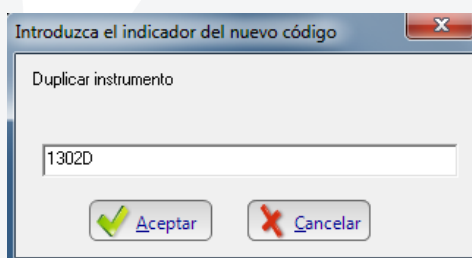 Introduzca el indicador del nuevo código
Duplicar instrumento
1302D
Aceptar
Cancelar